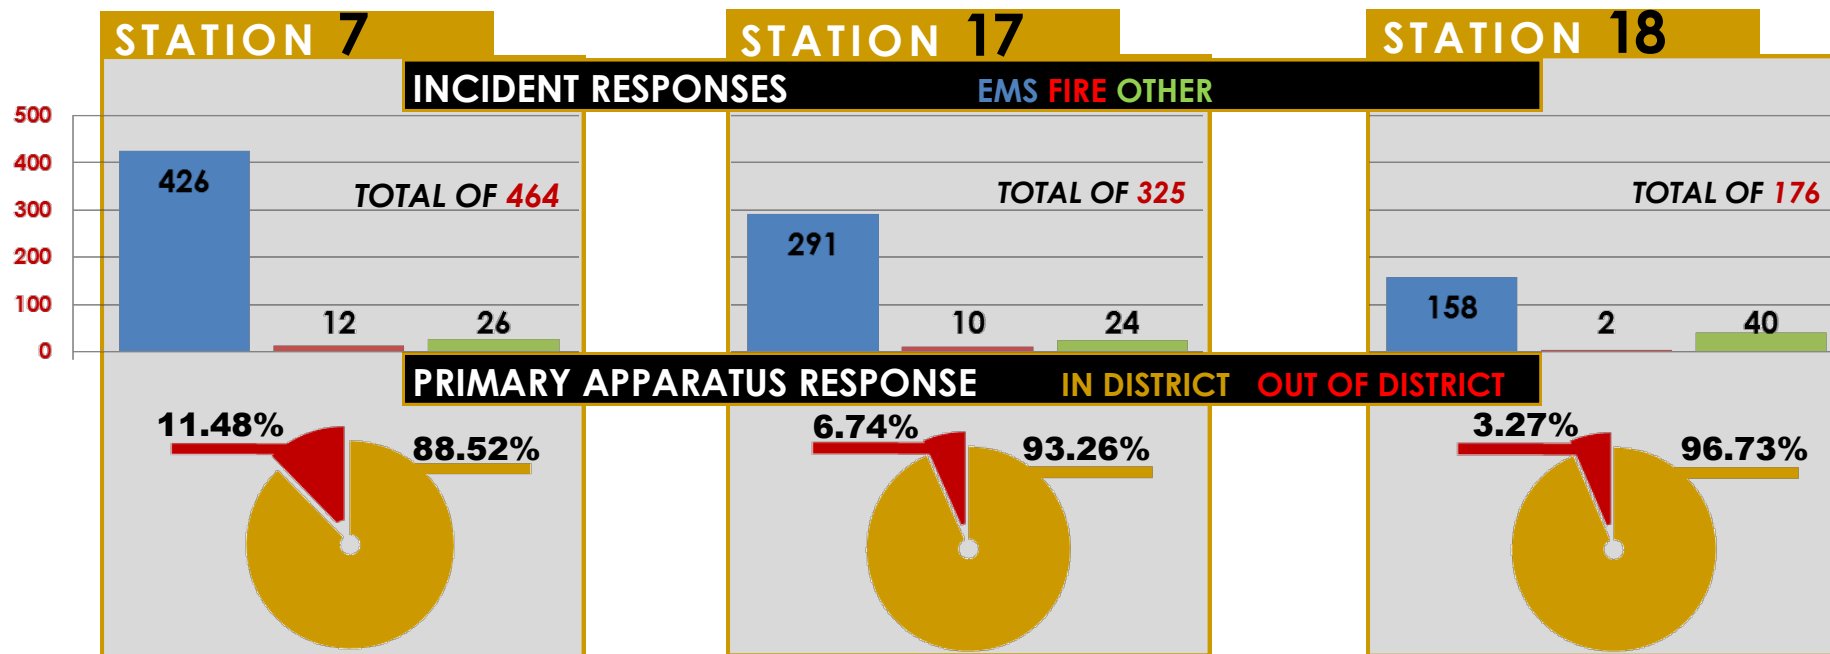 STATION 7
STATION 17
STATION 18
INCIDENT RESPONSES EMS FIRE OTHER
500
400
300
200
100
0
426
12
26
TOTAL OF 464
291
10
24
TOTAL OF 325
158
2
40
TOTAL OF 176
PRIMARY APPARATUS RESPONSE IN DISTRICT OUT OF DISTRICT
11.48%
88.52%
6.74%
93.26%
3.27%
96.73%